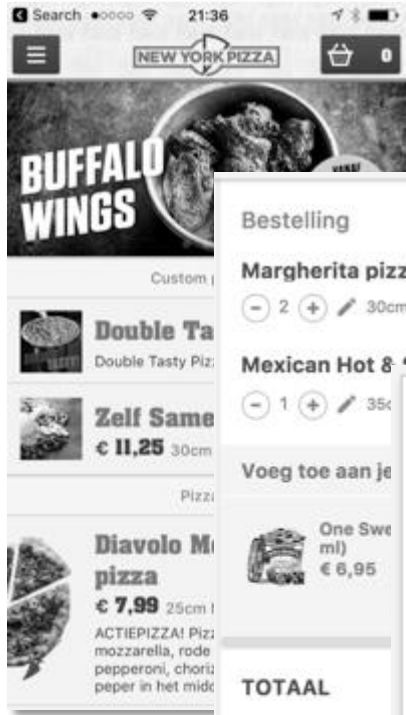 Search
21:36
NEW YORK PIZZA
0
BUFFALO
WINGS
Custom
Double Ta
Double Tasty Piz
Zelf Same
€ 11,25 30cm
Pizza
Diavolo M
pizza
€ 7,99 25cm
ACTIEPIZZA! Piz
mozzarella, rode
pepperoni, choriz
peper in het midd
Bestelling
Margherita pizz
- 2 + 30cm
Mexican Hot &
- 1 + 35c
Voeg toe aan je
One Swe
ml)
€ 6,95
TOTAAL